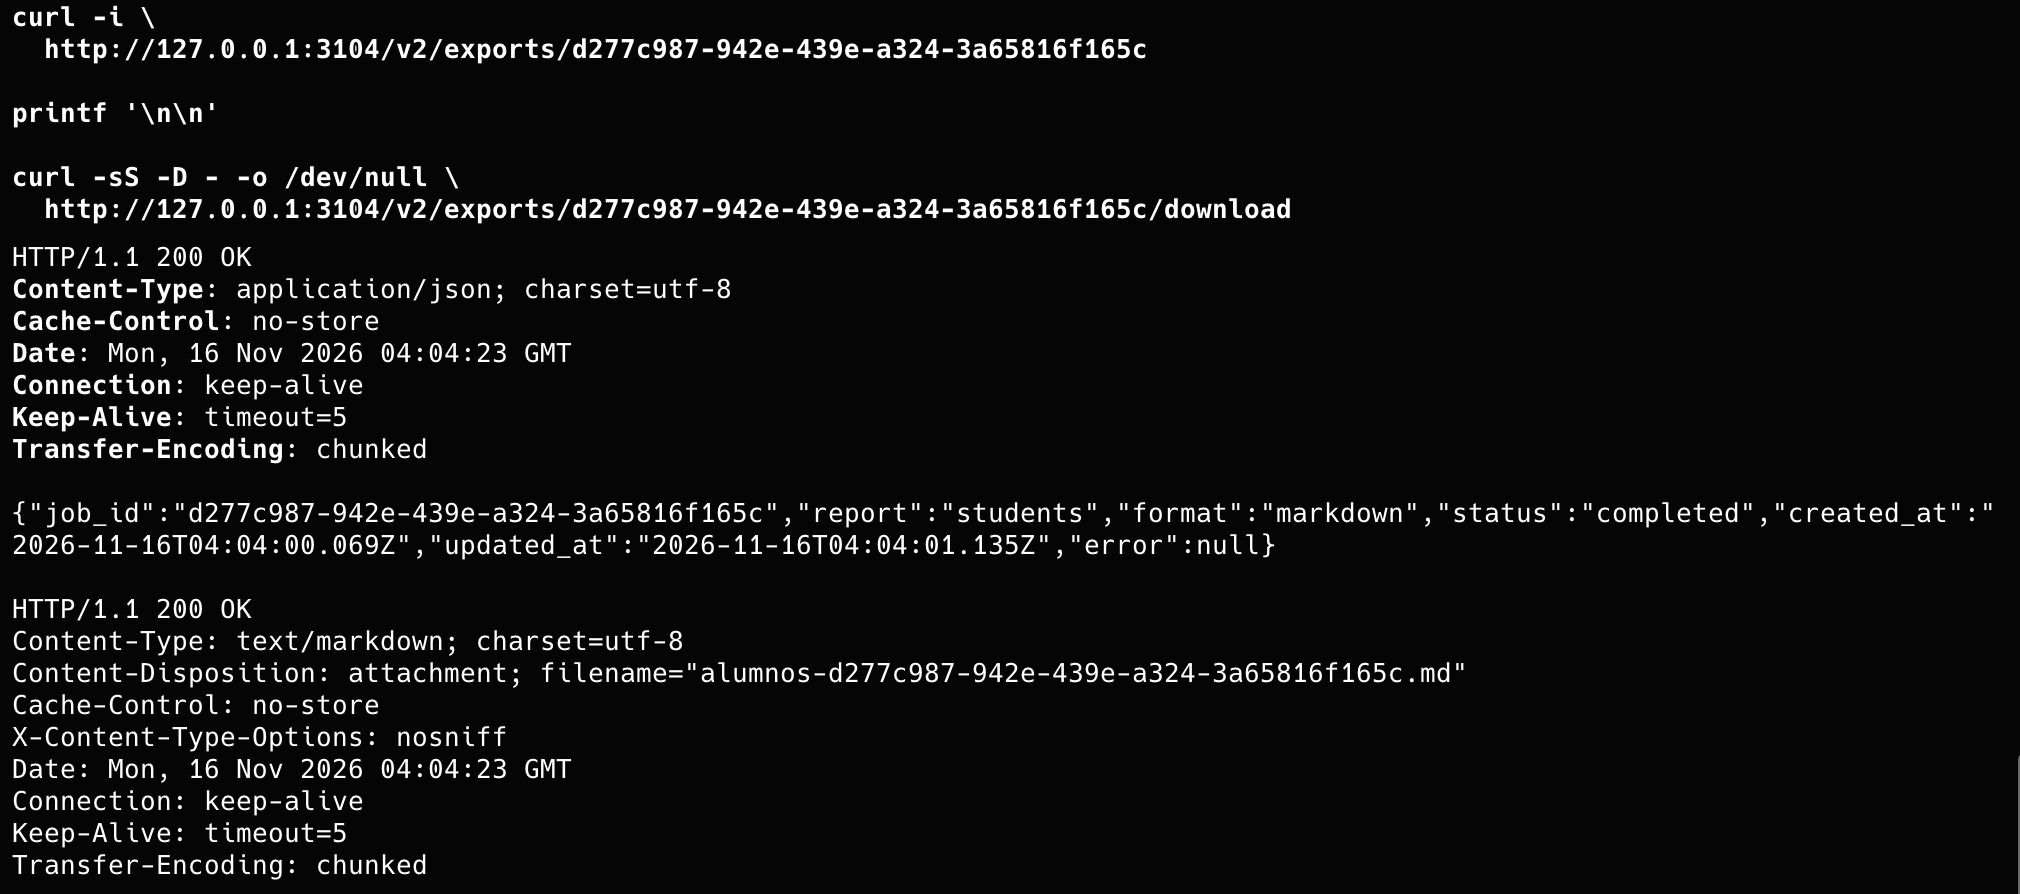 curl -i \
  http://127.0.0.1:3104/v2/exports/d277c987-942e-439e-a324-3a65816f165c
printf '\n\n'
curl -sS -D - -o /dev/null \
  http://127.0.0.1:3104/v2/exports/d277c987-942e-439e-a324-3a65816f165c/download
HTTP/1.1 200 OK
Content-Type: application/json; charset=utf-8
Cache-Control: no-store
Date: Mon, 16 Nov 2026 04:04:23 GMT
Connection: keep-alive
Keep-Alive: timeout=5
Transfer-Encoding: chunked
{"job_id":"d277c987-942e-439e-a324-3a65816f165c","report":"students","format":"markdown","status":"completed","created_at":"
2026-11-16T04:04:00.069Z","updated_at":"2026-11-16T04:04:01.135Z","error":null}
HTTP/1.1 200 OK
Content-Type: text/markdown; charset=utf-8
Content-Disposition: attachment; filename="alumnos-d277c987-942e-439e-a324-3a65816f165c.md"
Cache-Control: no-store
X-Content-Type-Options: nosniff
Date: Mon, 16 Nov 2026 04:04:23 GMT
Connection: keep-alive
Keep-Alive: timeout=5
Transfer-Encoding: chunked